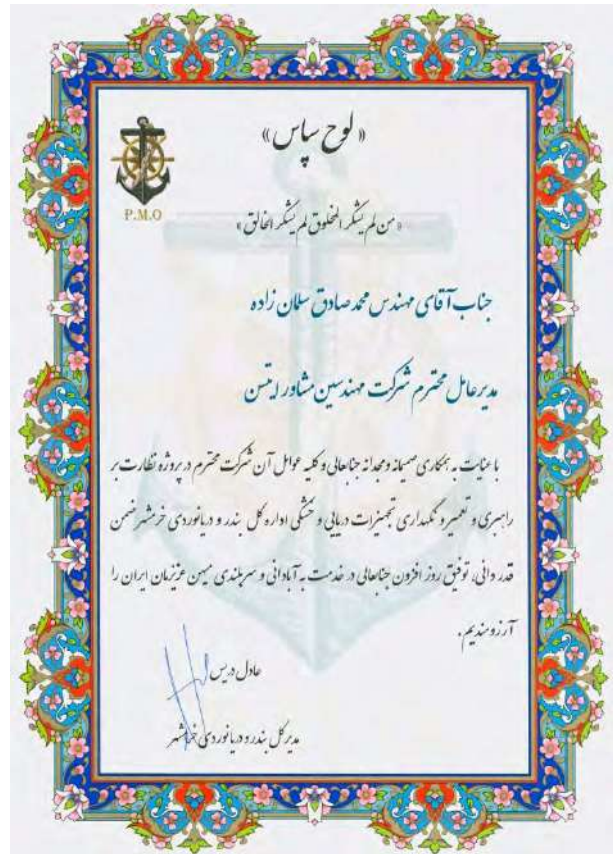 «لوح سپاس»
P.M.O
«من لم یشکر المخلوق لم یشکر الخالق»
جناب آقای مهندس محمد صادق سلمان زاده
مدیرعامل محترم شرکت مهندسین مشاور
با عنایت به همکاری صمیمانه و مجدانه جنابعالی و کلیه عوامل آن شرکت محترم در پروژه نظارت بر
راهبری و تعمیر و نگهداری تجهیزات دریایی و خشکی اداره کل بندر و دریانوردی خرمشهر ضمن
قدردانی، توفیق روز افزون جنابعالی در خدمت به آبادانی و سربلندی میهن عزیزمان ایران را
آرزومندیم.
عادل دریس
مدیرکل بندر و دریانوردی خرمشهر